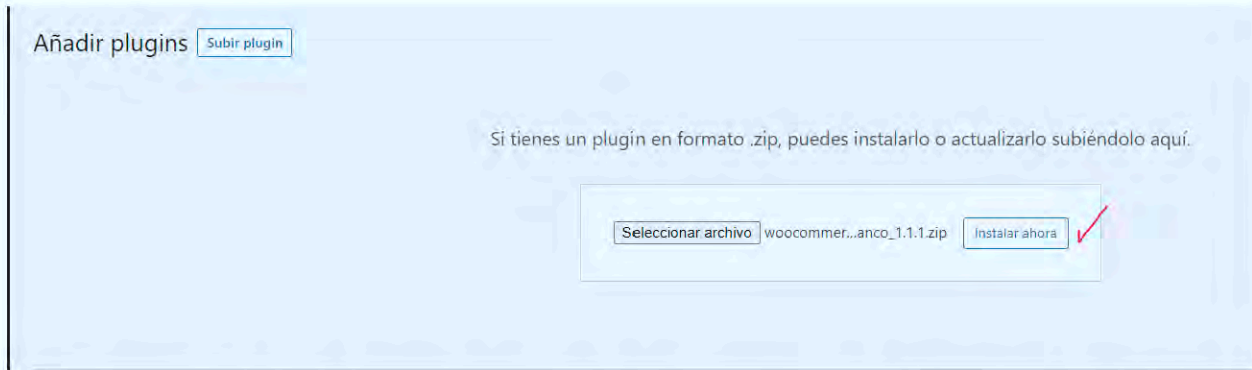 Añadir plugins Subir plugin
Si tienes un plugin en formato .zip, puedes instalarlo o actualizarlo subiéndolo aquí.
Seleccionar archivo woocommer...anco_1.1.1.zip Instalar ahora